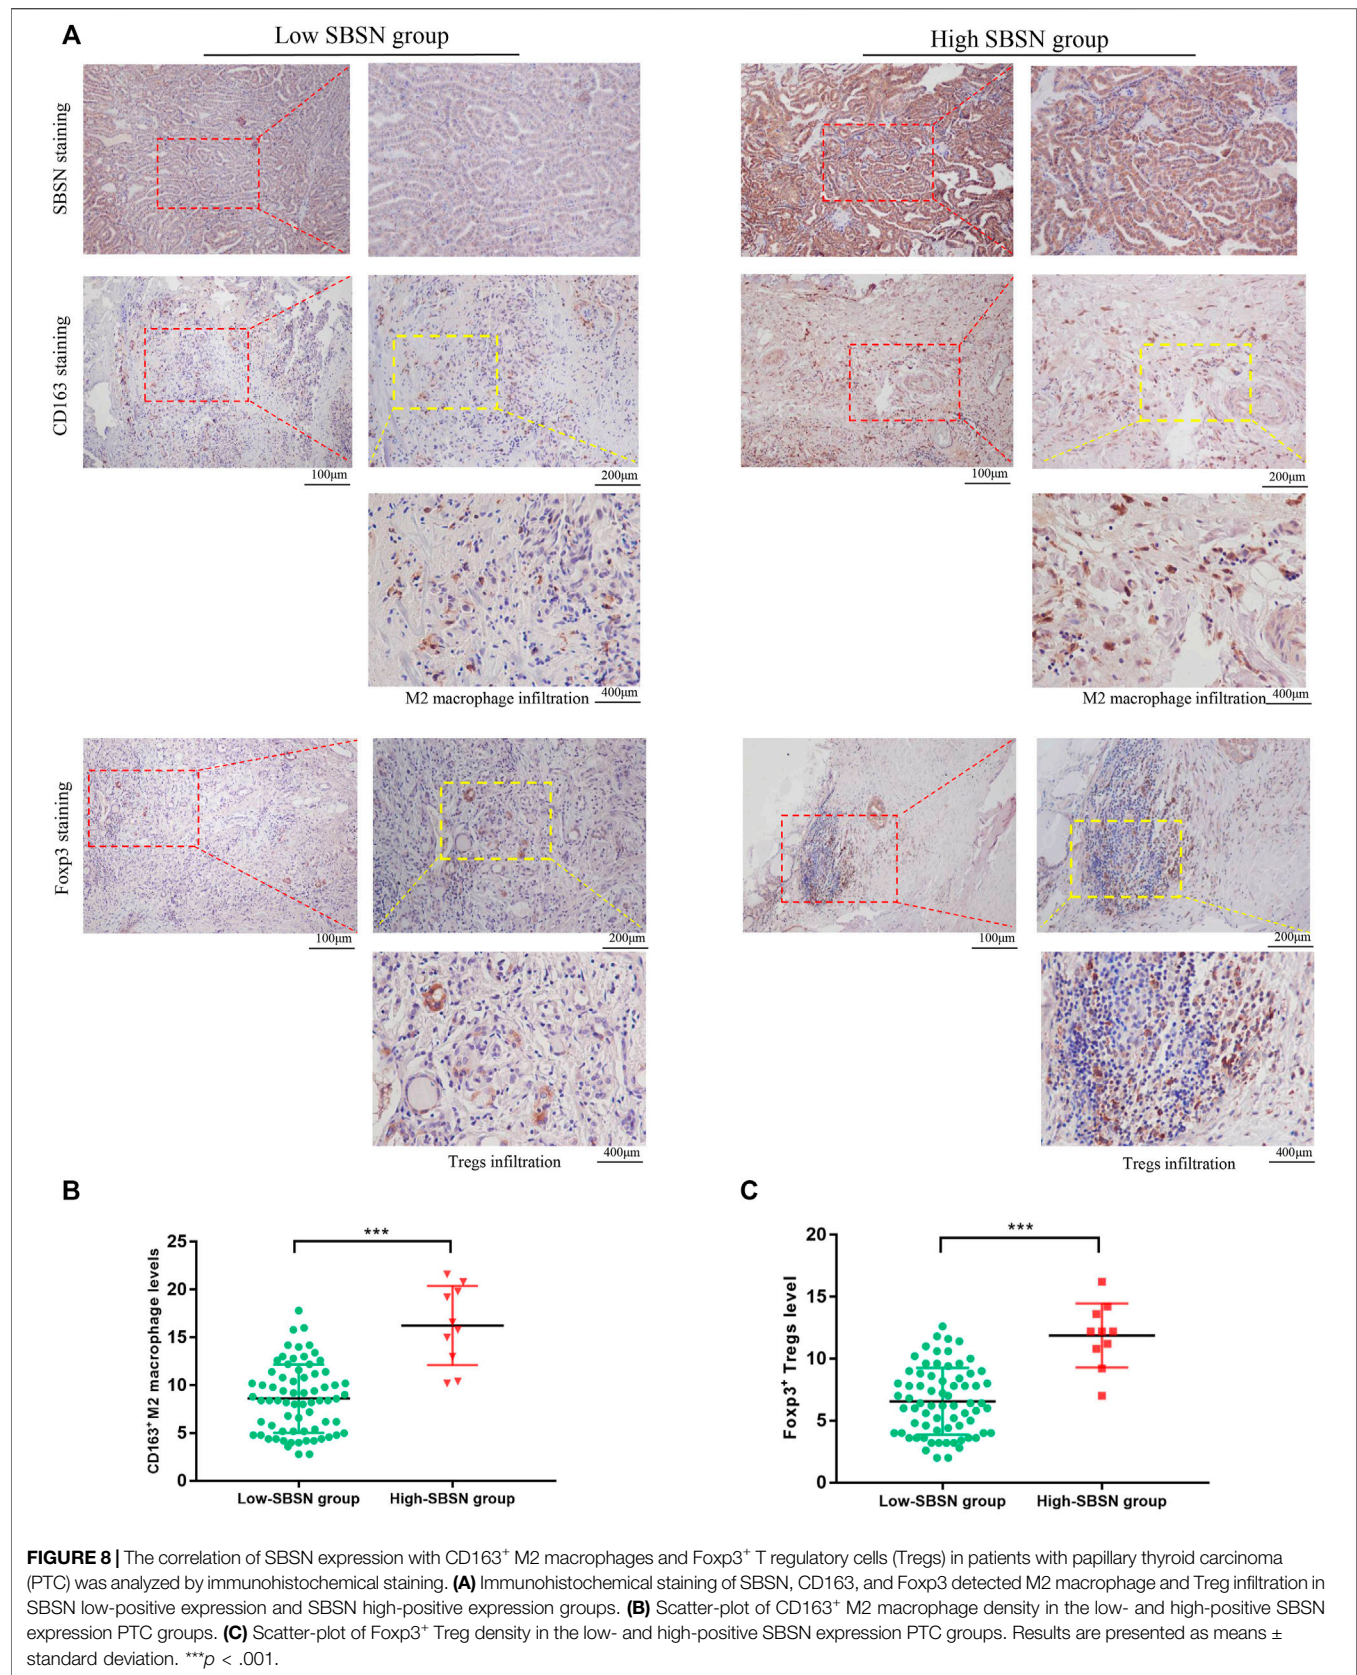 A
Low SBSN group
High SBSN group
SBSN staining
CD163 staining
100μm
200μm
100μm
200μm
M2 macrophage infiltration
400μm
M2 macrophage infiltration
400μm
Foxp3 staining
100μm
200μm
100μm
200μm
Tregs infiltration
400μm
Tregs infiltration
400μm
B
CD163⁺ M2 macrophage levels
25
20
15
10
5
0
***
Low-SBSN group
High-SBSN group
C
Foxp3⁺ Tregs level
20
15
10
5
0
***
Low-SBSN group
High-SBSN group
FIGURE 8 | The correlation of SBSN expression with CD163⁺ M2 macrophages and Foxp3⁺ T regulatory cells (Tregs) in patients with papillary thyroid carcinoma
(PTC) was analyzed by immunohistochemical staining. (A) Immunohistochemical staining of SBSN, CD163, and Foxp3 detected M2 macrophage and Treg infiltration in
SBSN low-positive expression and SBSN high-positive expression groups. (B) Scatter-plot of CD163⁺ M2 macrophage density in the low- and high-positive SBSN
expression PTC groups. (C) Scatter-plot of Foxp3⁺ Treg density in the low- and high-positive SBSN expression PTC groups. Results are presented as means ±
standard deviation. ***p < .001.